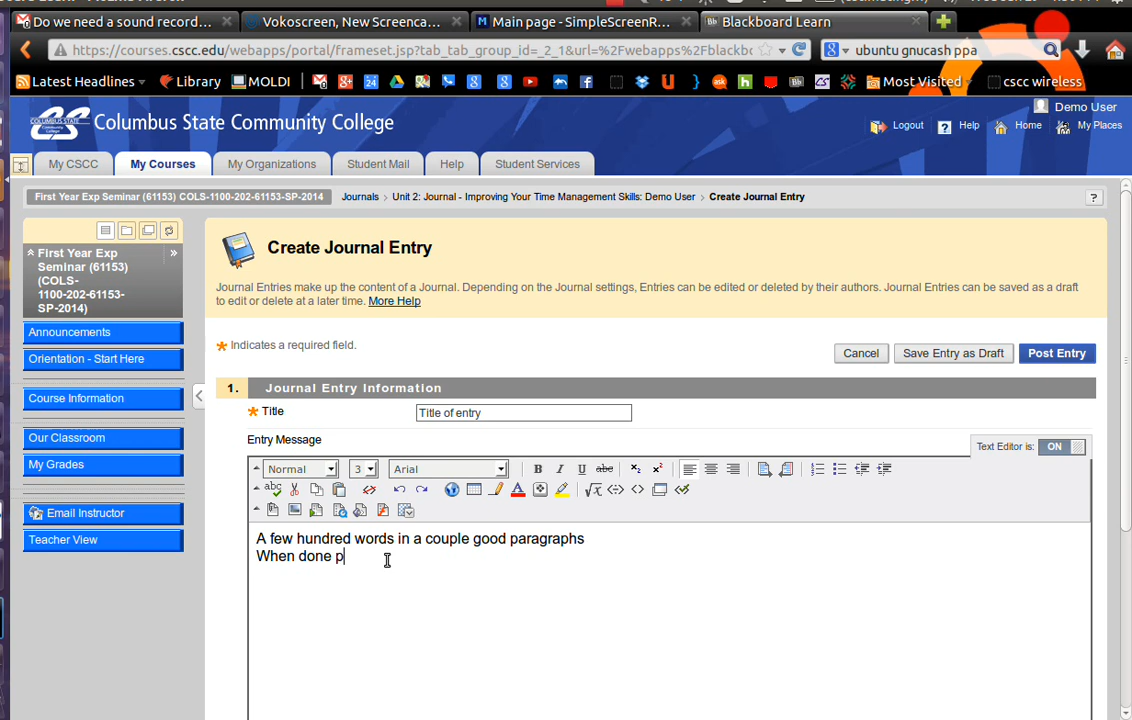 Do we need a sound record...
Vokoscreen, New Screenca...
Main page - SimpleScreenR...
Blackboard Learn
https://courses.cscc.edu/webapps/portal/frameset.jsp?tab_tab_group_id=_2_1&url=%2Fwebapps%2Fblackbo
ubuntu gnucash ppa
Latest Headlines
Library
MOLDI
Most Visited
cscc wireless
Columbus State Community College
Demo User
Logout
Help
Home
My Places
My CSCC
My Courses
My Organizations
Student Mail
Help
Student Services
First Year Exp Seminar (61153) COLS-1100-202-61153-SP-2014
Journals > Unit 2: Journal - Improving Your Time Management Skills: Demo User > Create Journal Entry
First Year Exp
Seminar (61153)
(COLS-
1100-202-61153-
SP-2014)
Announcements
Orientation - Start Here
Course Information
Our Classroom
My Grades
Email Instructor
Teacher View
Create Journal Entry
Journal Entries make up the content of a Journal. Depending on the Journal settings, Entries can be edited or deleted by their authors. Journal Entries can be saved as a draft
to edit or delete at a later time. More Help
Indicates a required field.
Cancel
Save Entry as Draft
Post Entry
1. Journal Entry Information
Title
Title of entry
Entry Message
Text Editor is: ON
Normal
3
Arial
A few hundred words in a couple good paragraphs
When done p